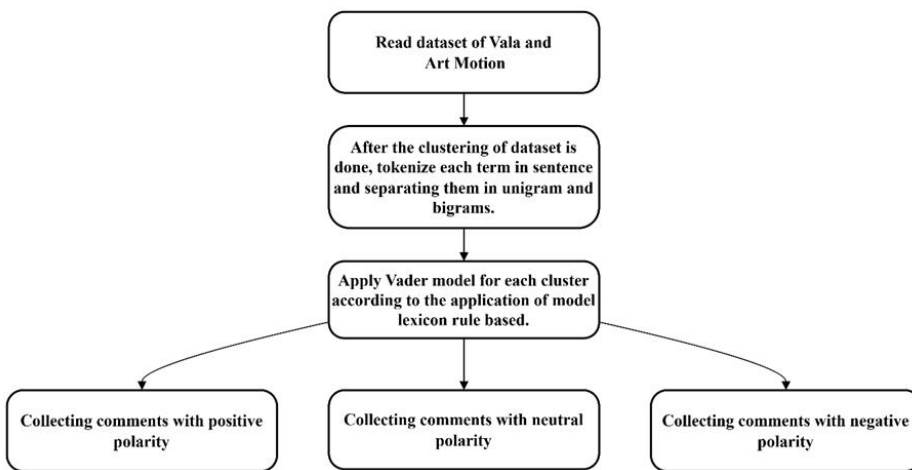 Read dataset of Vala and
Art Motion
After the clustering of dataset is
done, tokenize each term in sentence
and separating them in unigram and
bigrams.
Apply Vader model for each cluster
according to the application of model
lexicon rule based.
Collecting comments with positive
polarity
Collecting comments with neutral
polarity
Collecting comments with negative
polarity